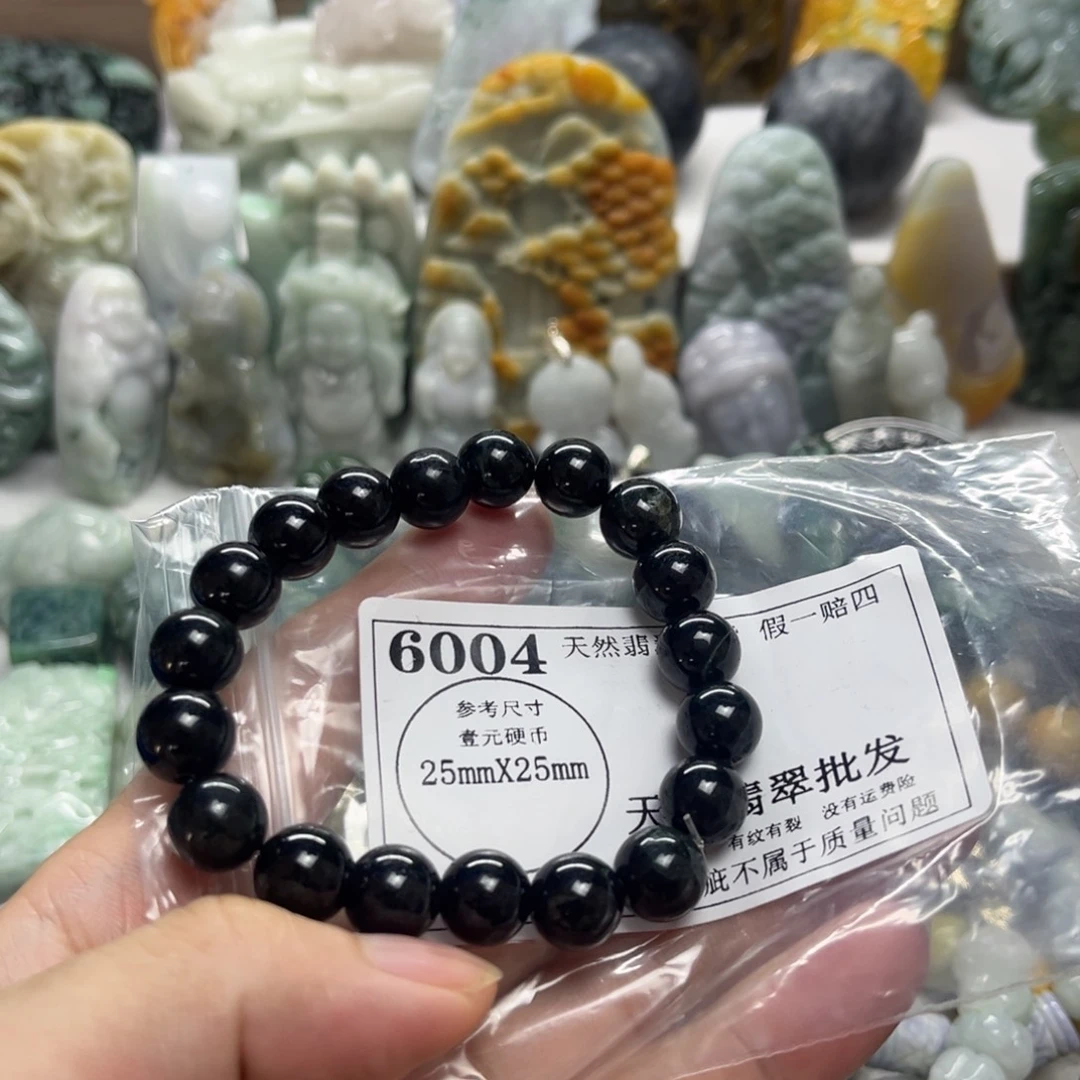 6004
天然翡 假一赔四
参考尺寸
壹元硬币
25mmX25mm
天 翡翠批发
有纹有裂 没有运费险
疵不属于质量问题